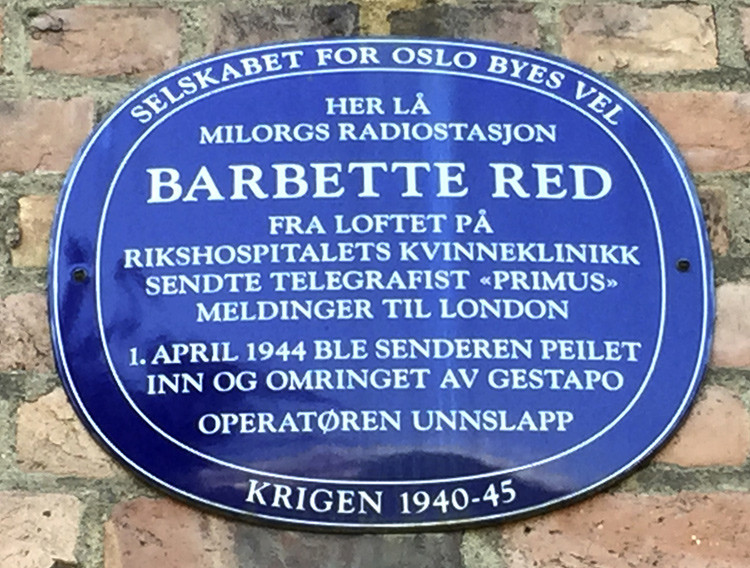 SELSKABET FOR OSLO BYES VEL
HER LÅ
MILORGS RADIOSTASJON
BARBETTE RED
FRA LOFTET PÅ
RIKSHOSPITALETS KVINNEKLINIKK
SENDTE TELEGRAFIST «PRIMUS»
MELDINGER TIL LONDON
1. APRIL 1944 BLE SENDEREN PEILET
INN OG OMRINGET AV GESTAPO
OPERATØREN UNNSLAPP
KRIGEN 1940-45